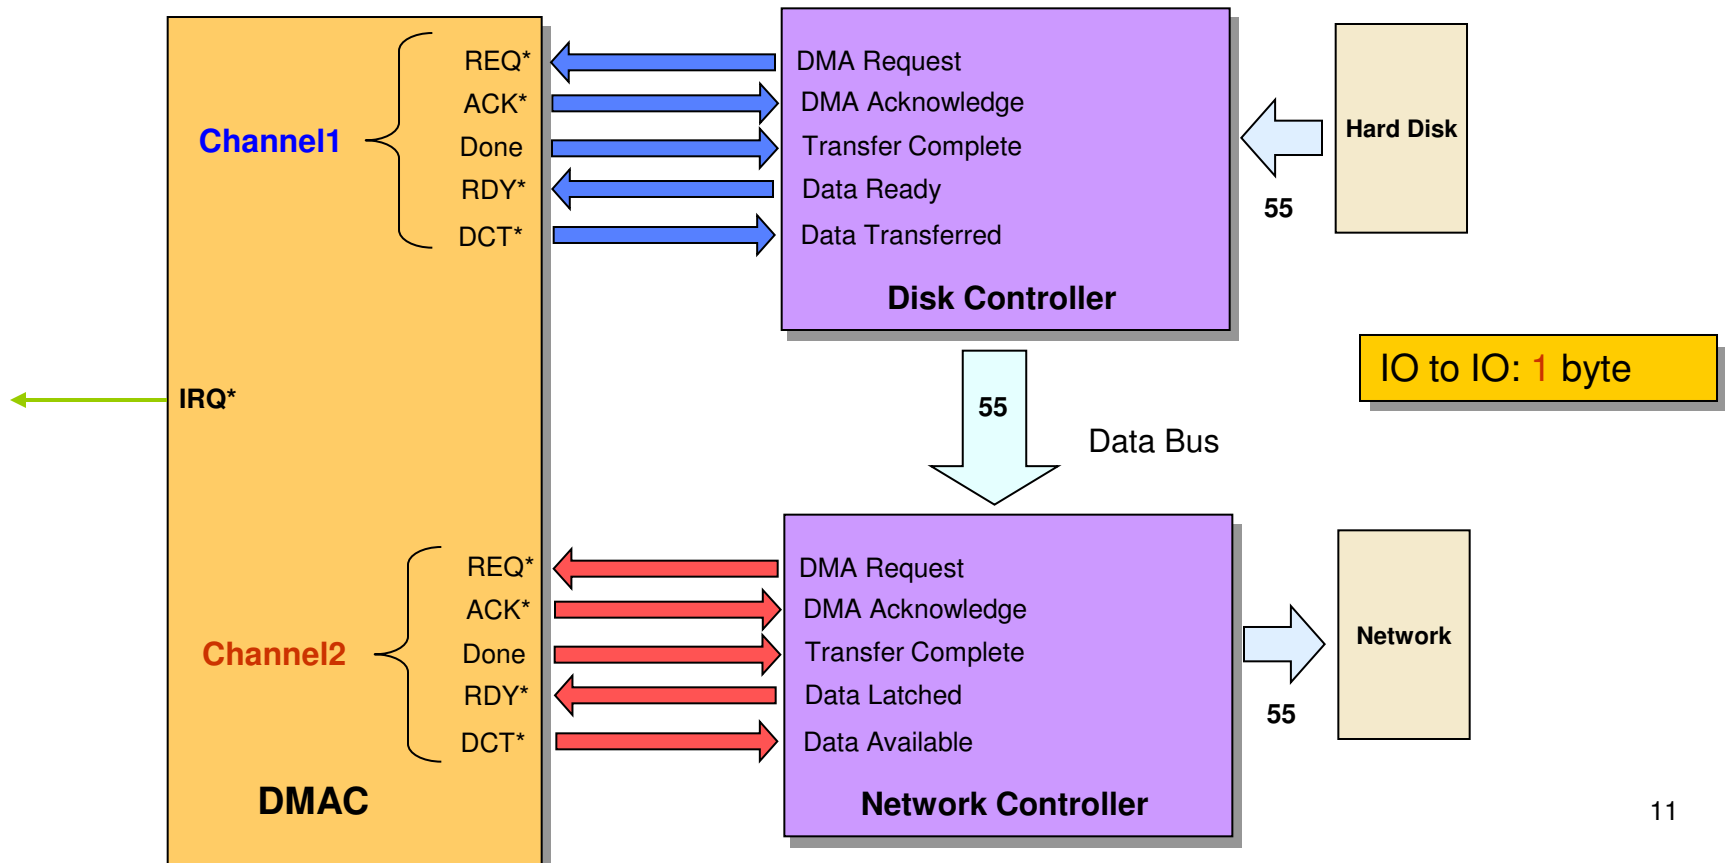 REQ*
ACK*
Channel1
Done
RDY*
DCT*
DMA Request
DMA Acknowledge
Transfer Complete
Data Ready
Data Transferred
Disk Controller
Hard Disk
55
IRQ*
55
Data Bus
IO to IO: 1 byte
REQ*
ACK*
Channel2
Done
RDY*
DCT*
DMAC
DMA Request
DMA Acknowledge
Transfer Complete
Data Latched
Data Available
Network Controller
Network
55
11